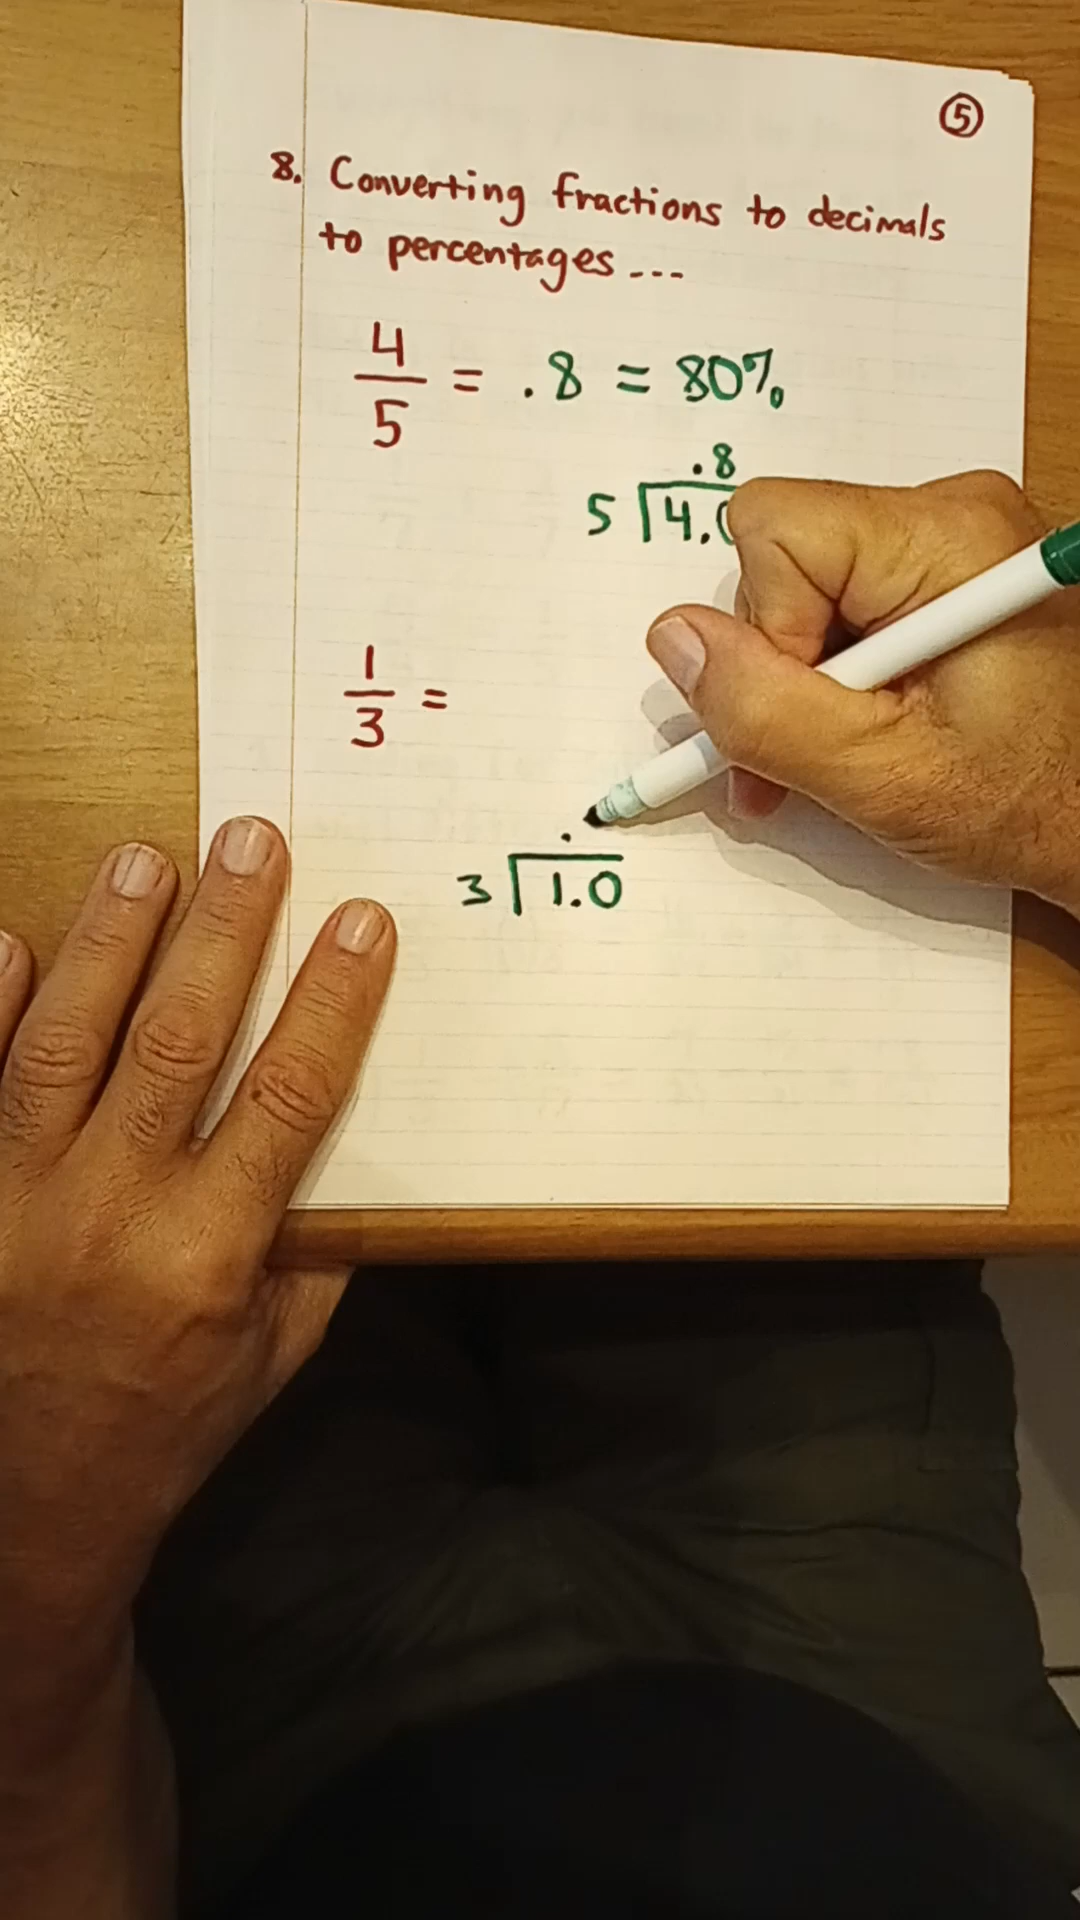 ⑤
8. Converting fractions to decimals
to percentages ---
4/5 = .8 = 80%
.8
5 4.
1/3 =
.
3 1.0